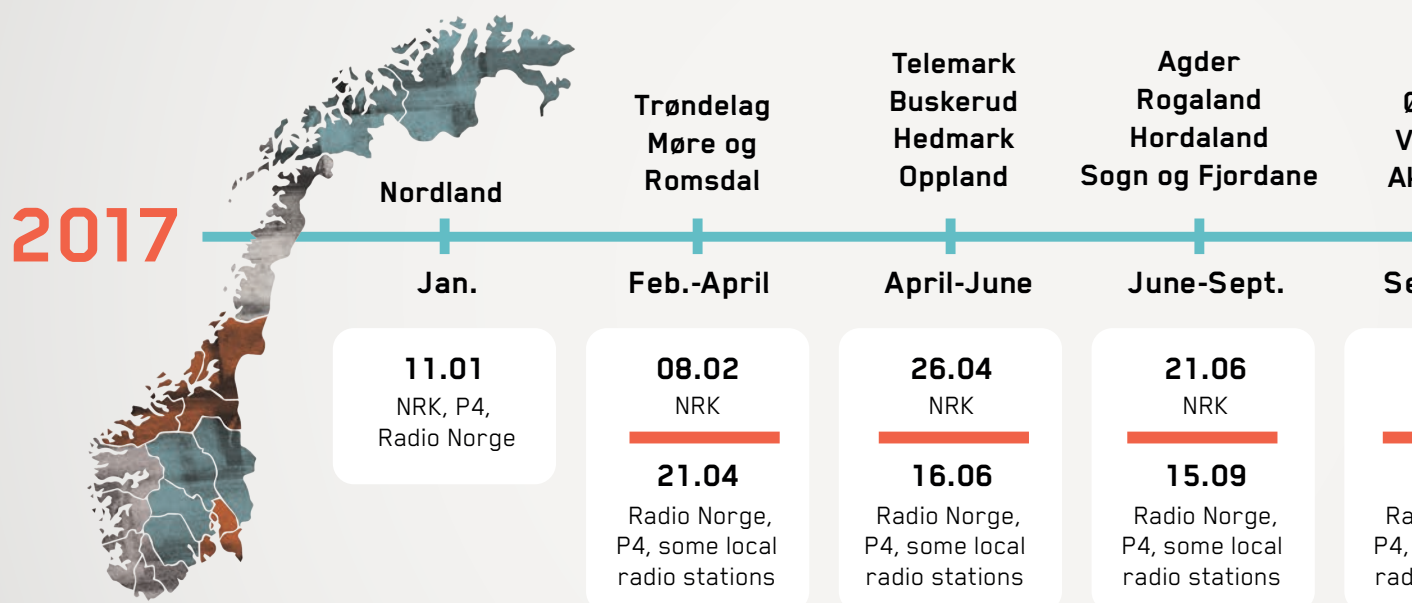 2017
Nordland
Jan.
11.01
NRK, P4,
Radio Norge
Trøndelag
Møre og
Romsdal
Feb.-April
08.02
NRK
21.04
Radio Norge,
P4, some local
radio stations
Telemark
Buskerud
Hedmark
Oppland
April-June
26.04
NRK
16.06
Radio Norge,
P4, some local
radio stations
Agder
Rogaland
Hordaland
Sogn og Fjordane
June-Sept.
21.06
NRK
15.09
Radio Norge,
P4, some local
radio stations
P4,